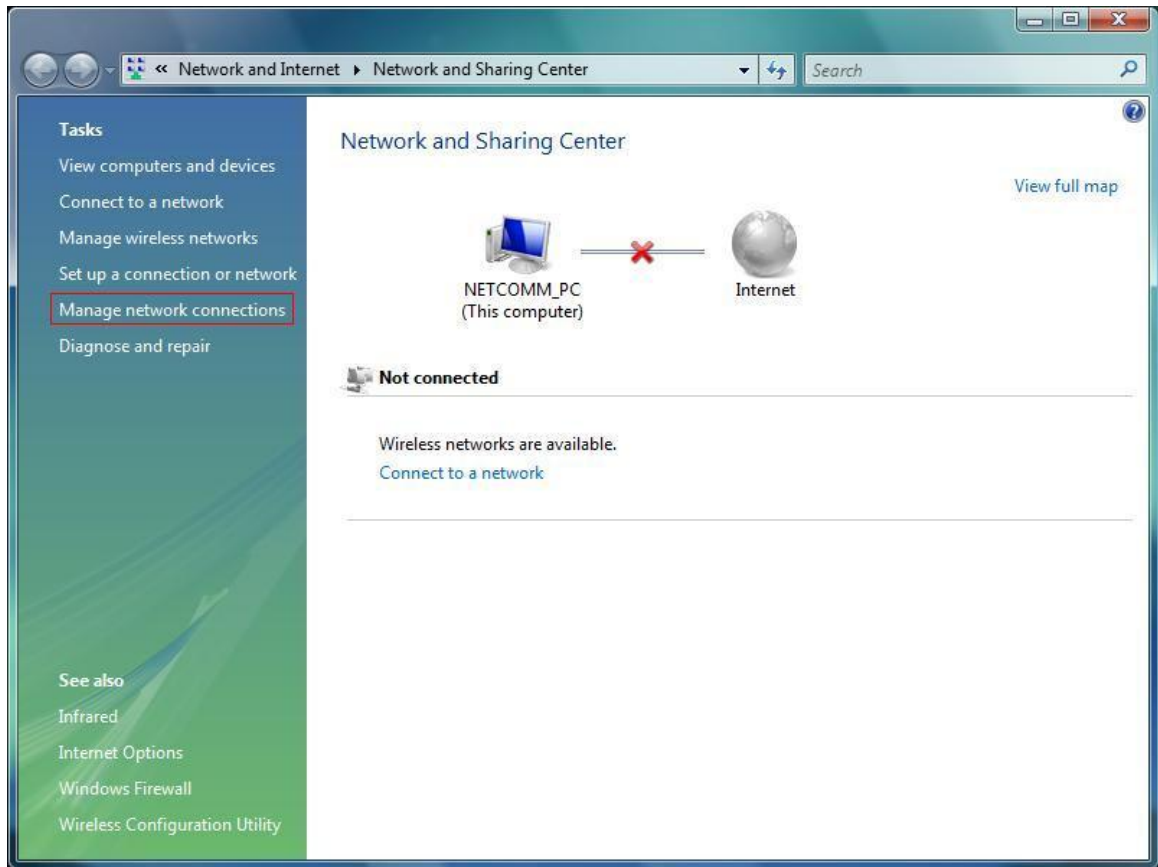 « Network and Internet ▸ Network and Sharing Center
Search
Tasks
View computers and devices
Connect to a network
Manage wireless networks
Set up a connection or network
Manage network connections
Diagnose and repair
See also
Infrared
Internet Options
Windows Firewall
Wireless Configuration Utility
Network and Sharing Center
View full map
NETCOMM_PC
(This computer)
Internet
Not connected
Wireless networks are available.
Connect to a network